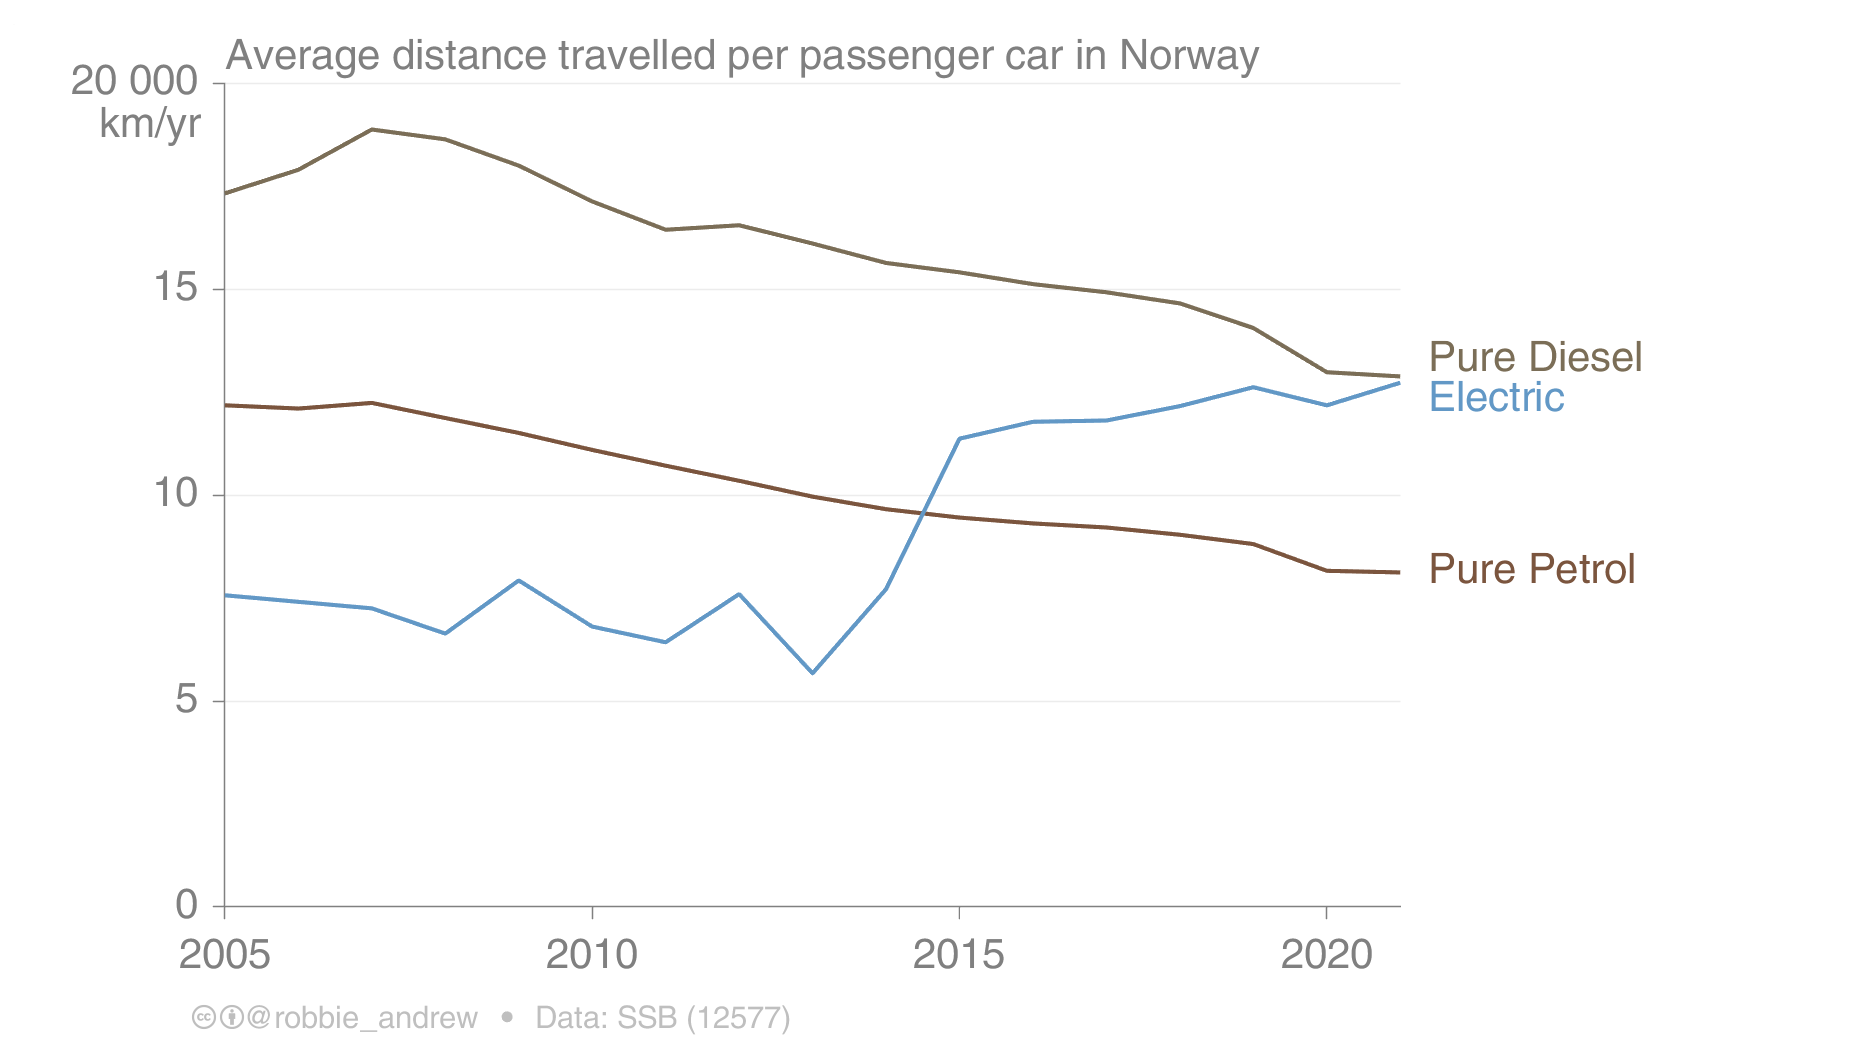 Average distance travelled per passenger car in Norway
20 000
km/yr
15
10
5
0
Pure Diesel
Electric
Pure Petrol
2005 2010 2015 2020
cc @robbie_andrew • Data: SSB (12577)